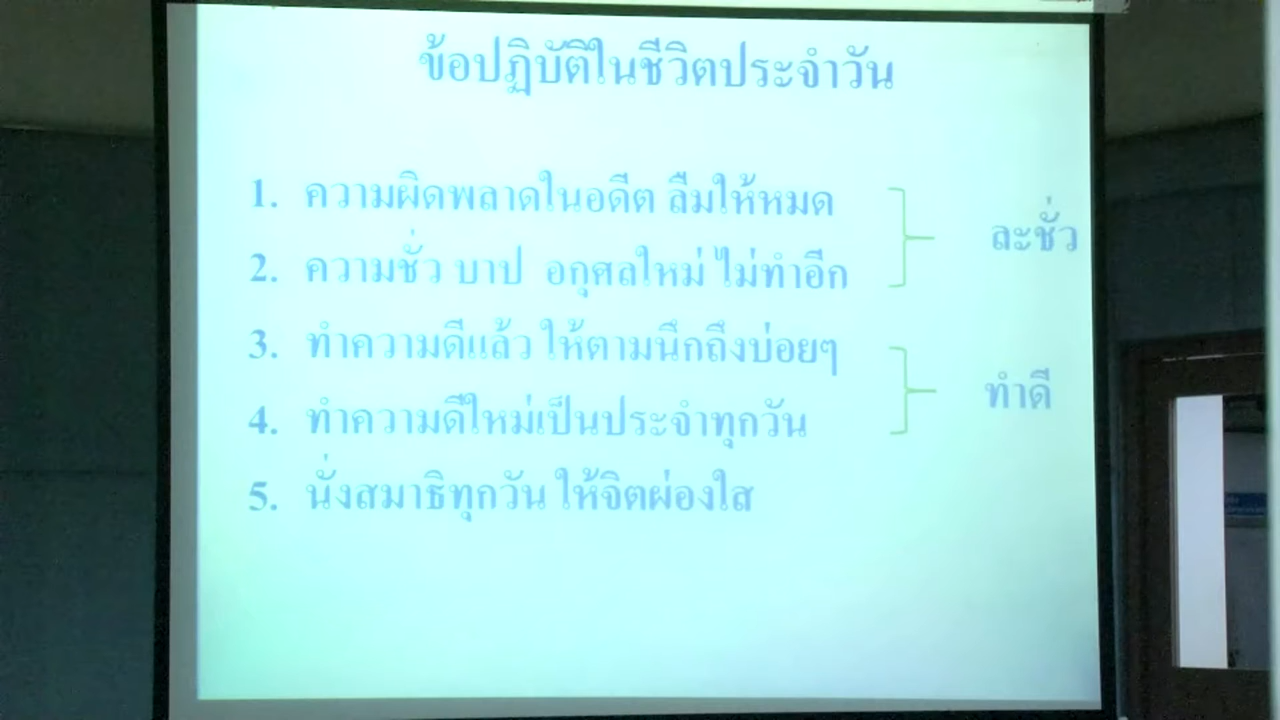 ข้อปฏิบัติในชีวิตประจำวัน
1. ความผิดพลาดในอดีต ลืมให้หมด
2. ความชั่ว บาป อกุศลใหม่ ไม่ทำอีก
ละชั่ว
3. ทำความดีแล้ว ให้ตามนึกถึงบ่อยๆ
4. ทำความดีใหม่เป็นประจำทุกวัน
ทำดี
5. นั่งสมาธิทุกวัน ให้จิตผ่องใส